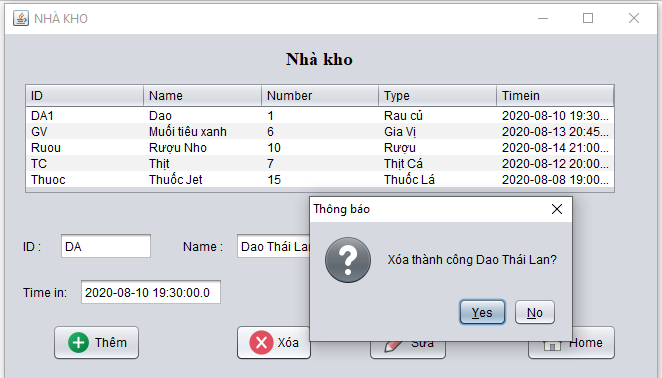 NHÀ KHO
Nhà kho
ID Name Number Type Timein
DA1 Dao 1 Rau củ 2020-08-10 19:30...
GV Muối tiêu xanh 6 Gia Vị 2020-08-13 20:45...
Ruou Rượu Nho 10 Rượu 2020-08-14 21:00...
TC Thịt 7 Thịt Cá 2020-08-12 20:00...
Thuoc Thuốc Jet 15 Thuốc Lá 2020-08-08 19:00...
Thông báo
ID : DA Name : Dao Thái Lan
Xóa thành công Dao Thái Lan?
Time in: 2020-08-10 19:30:00.0
Yes No
Thêm Xóa Sửa Home